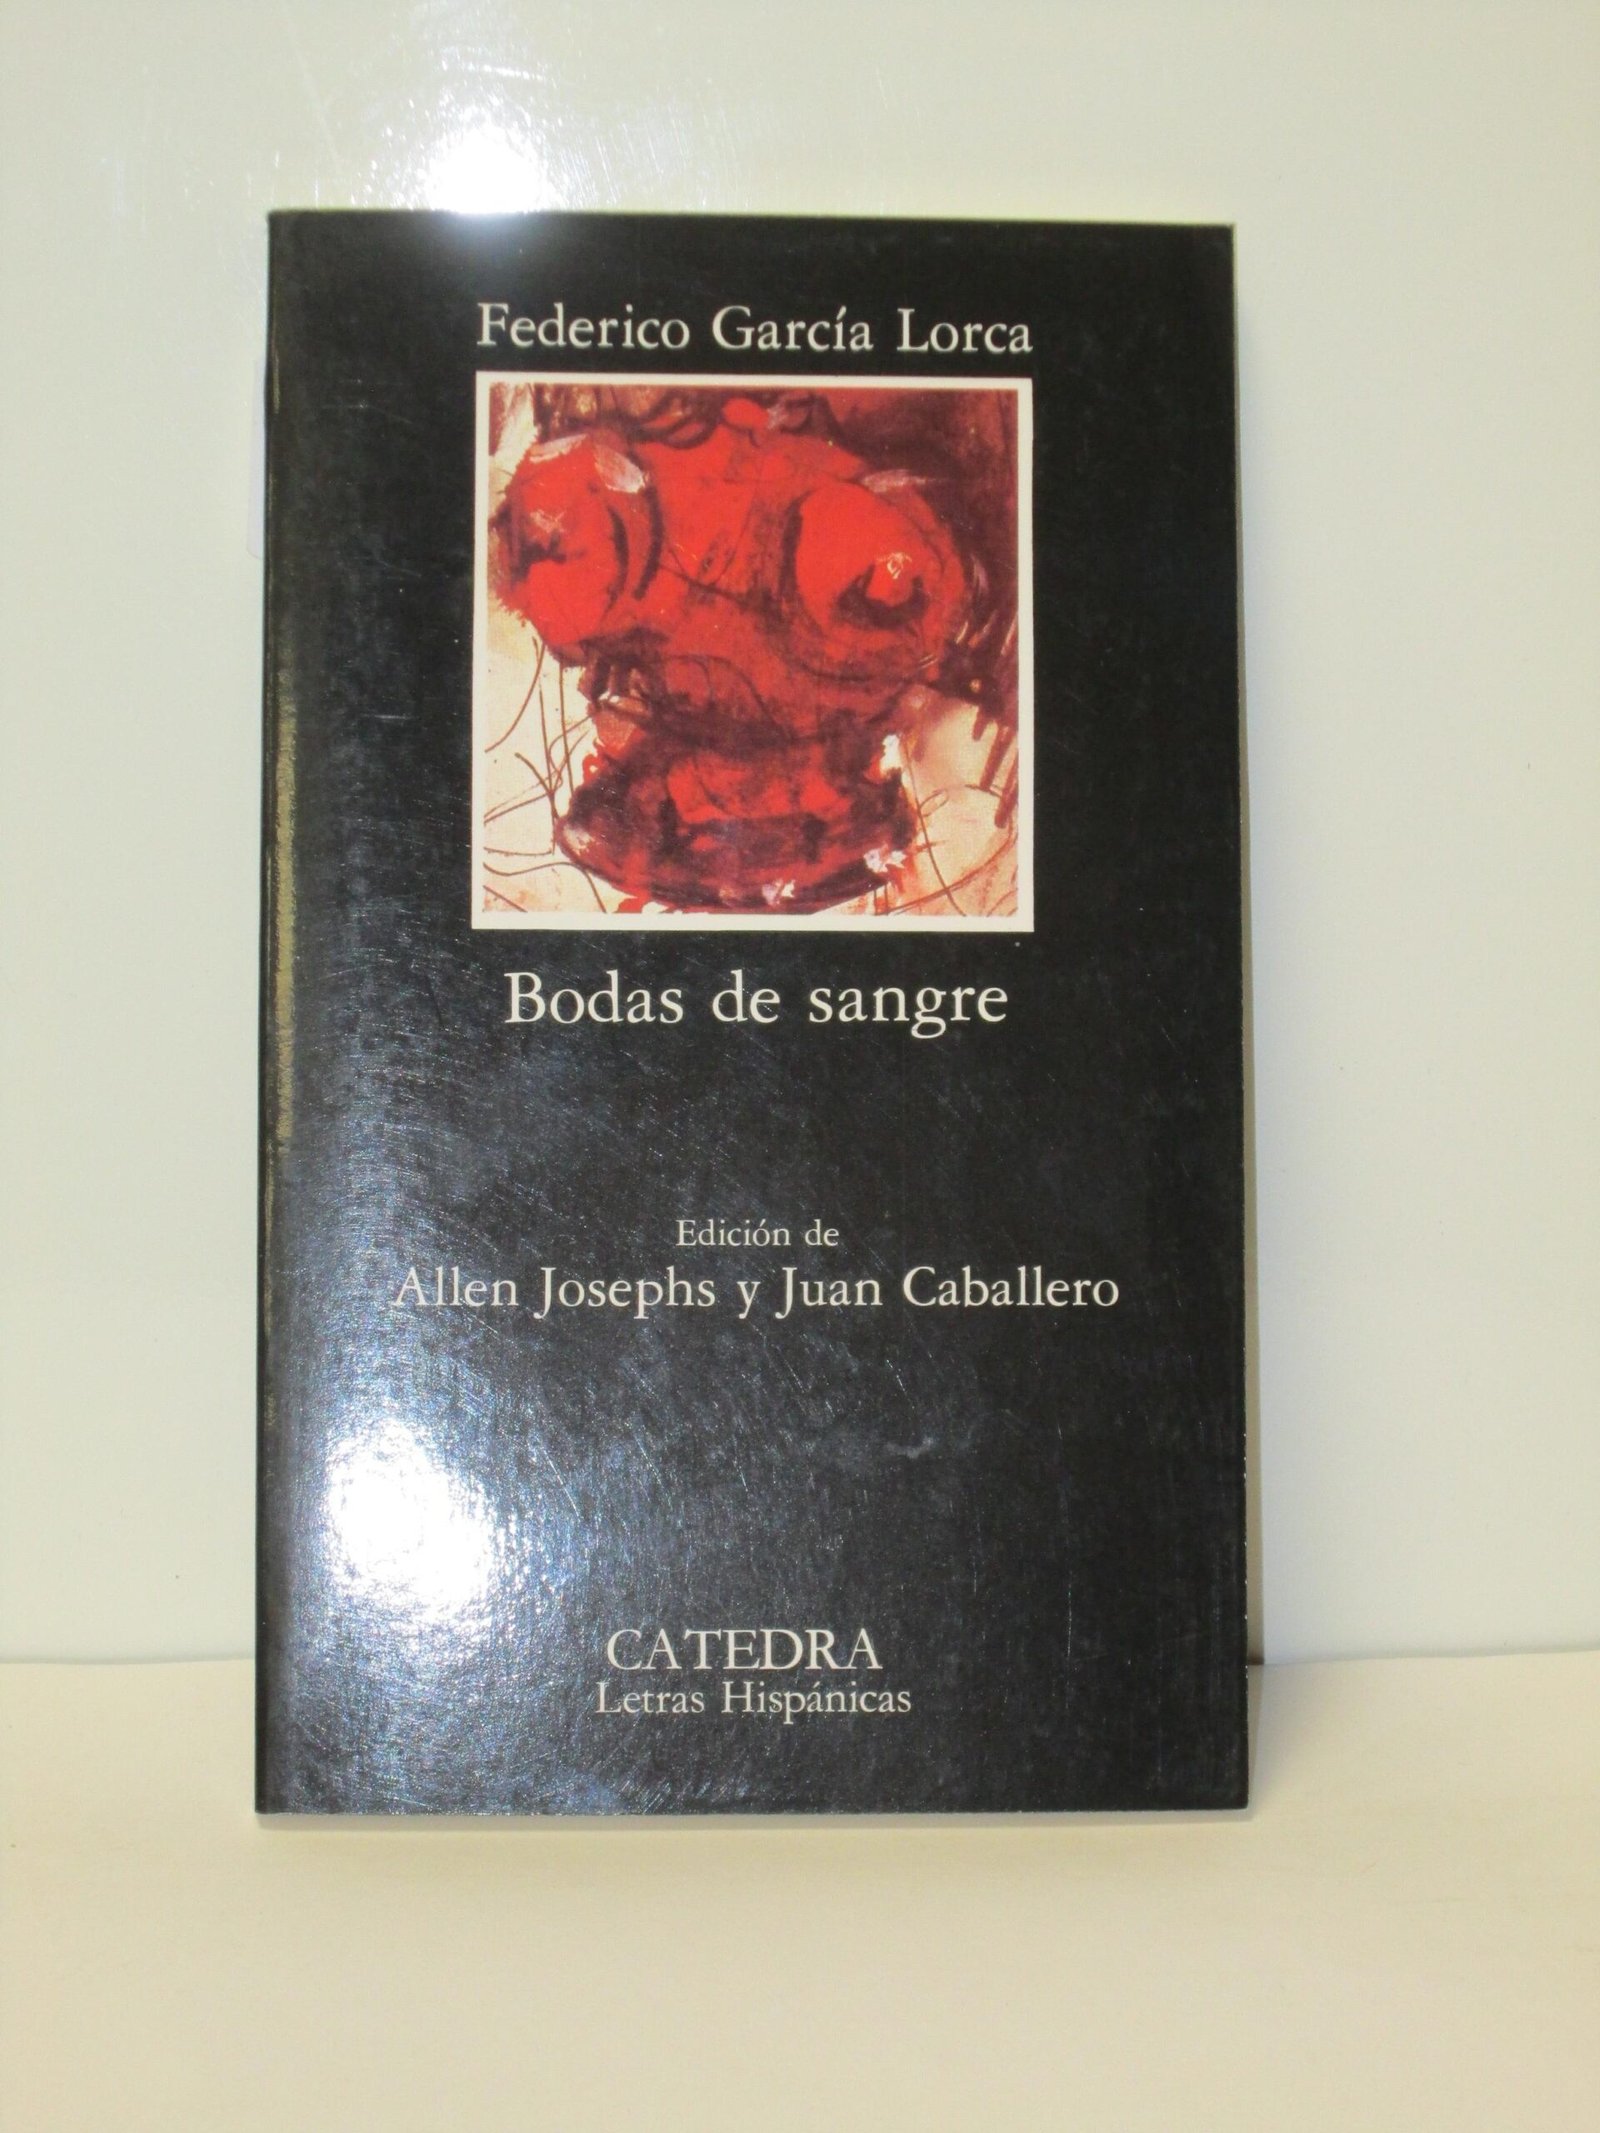 Federico García Lorca
Bodas de sangre
Edición de
Allen Josephs y Juan Caballero
CATEDRA
Letras Hispánicas